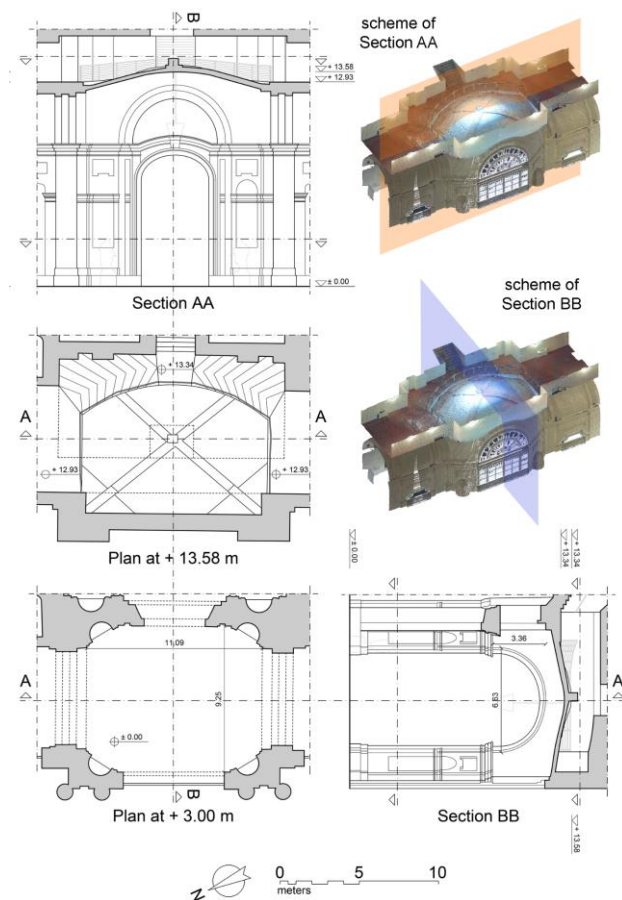 B
+ 13.58
+ 12.93
± 0.00
Section AA
scheme of
Section AA
scheme of
Section BB
+ 13.34
A
A
+ 12.93
+ 12.93
Plan at + 13.58 m
± 0.00
+ 13.34
+ 13.34
11.09
A
9.25
± 0.00
B
Plan at + 3.00 m
3.36
6.63
A
Section BB
+ 13.58
N
0 5 10
meters